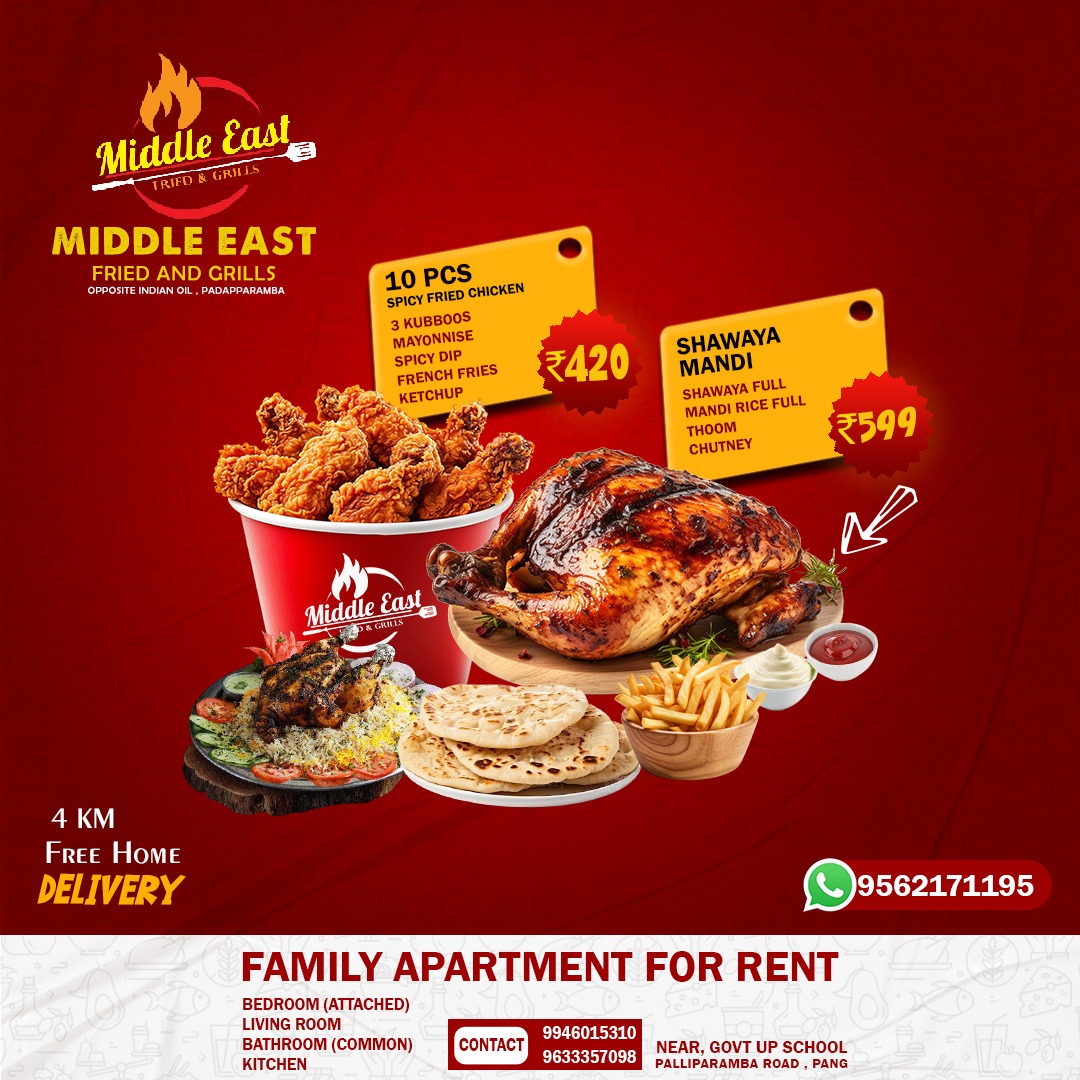 Middle East
FRIED & GRILLS
MIDDLE EAST
FRIED AND GRILLS
OPPOSITE INDIAN OIL , PADAPPARAMBA
10 PCS
SPICY FRIED CHICKEN
3 KUBBOOS
MAYONNISE
SPICY DIP
FRENCH FRIES
KETCHUP
₹420
SHAWAYA
MANDI
SHAWAYA FULL
MANDI RICE FULL
THOOM
CHUTNEY
₹599
Middle East
& GRILLS
4 KM
FREE HOME
DELIVERY
9562171195
FAMILY APARTMENT FOR RENT
BEDROOM (ATTACHED)
LIVING ROOM
BATHROOM (COMMON)
KITCHEN
CONTACT
9946015310
9633357098
NEAR, GOVT UP SCHOOL
PALLIPARAMBA ROAD , PANG